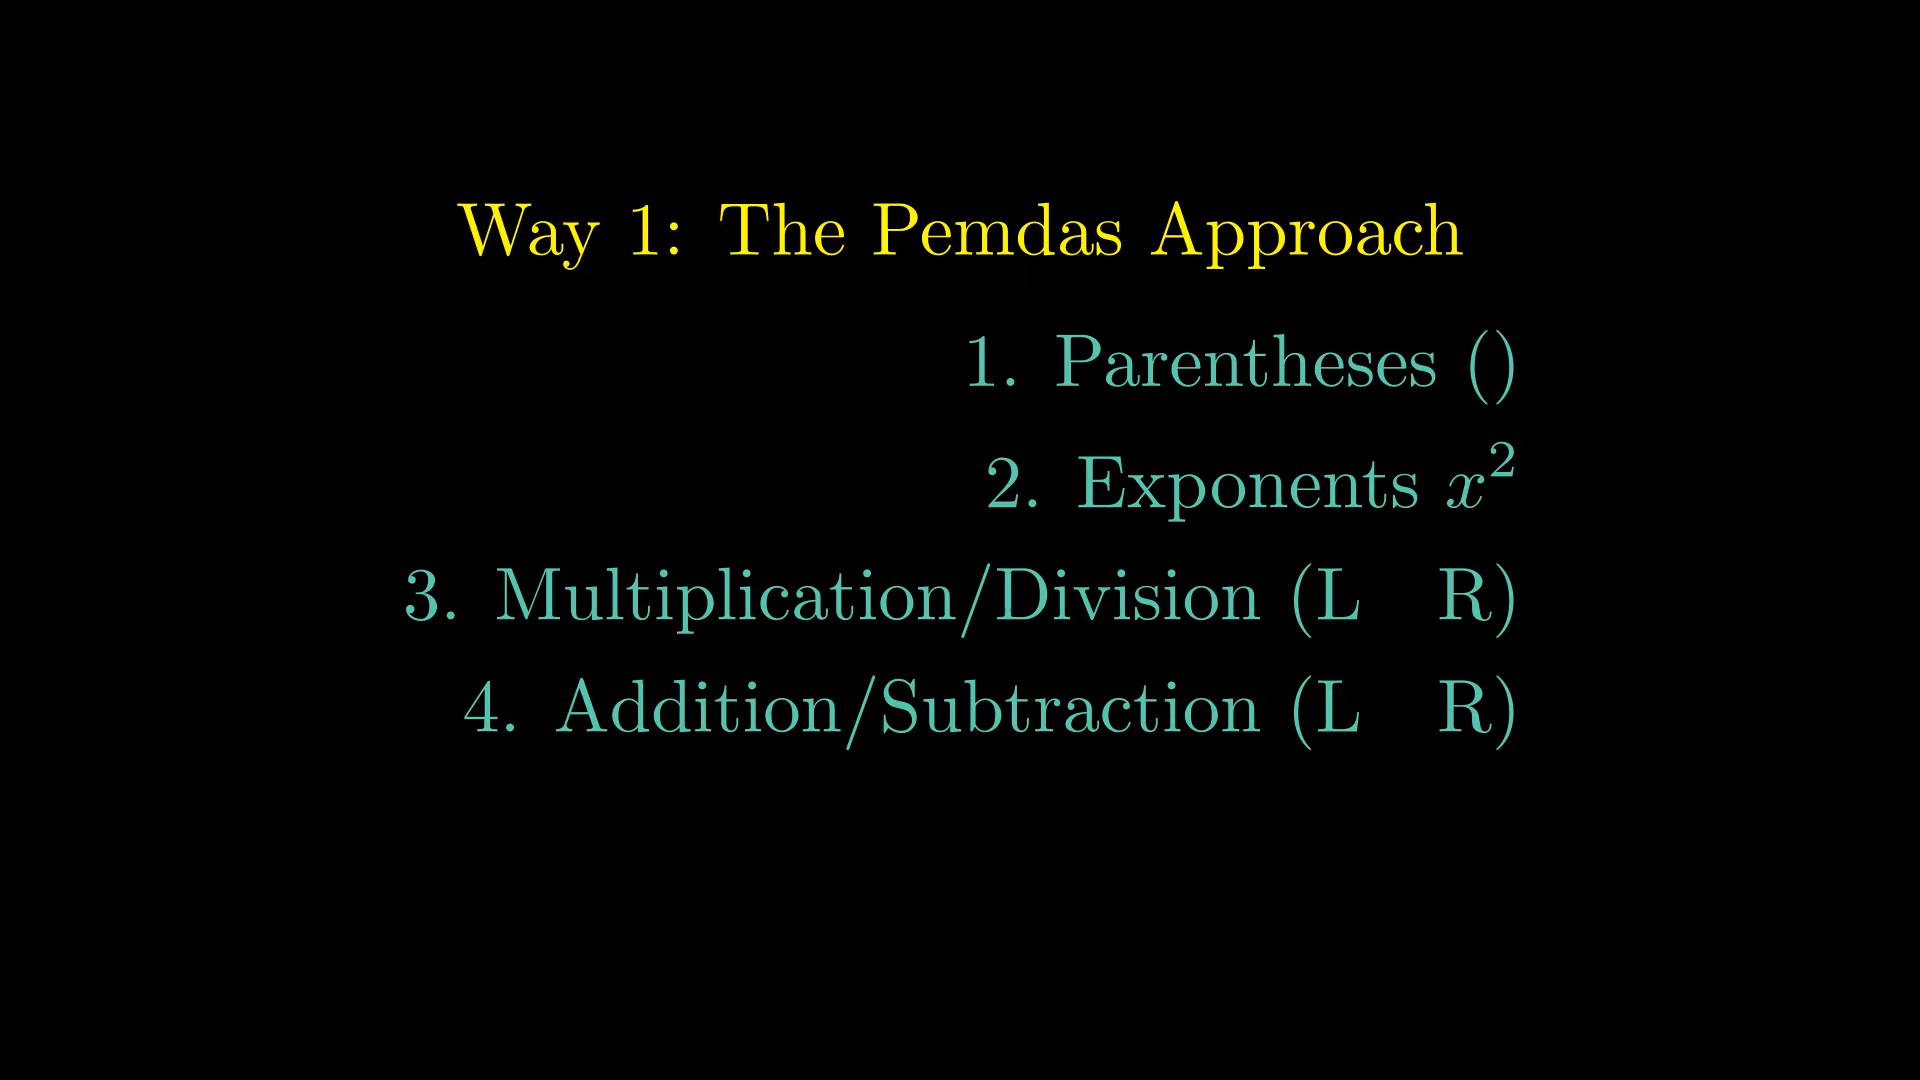 Way 1: The Pemdas Approach
1. Parentheses ()
2. Exponents x²
3. Multiplication/Division (L R)
4. Addition/Subtraction (L R)